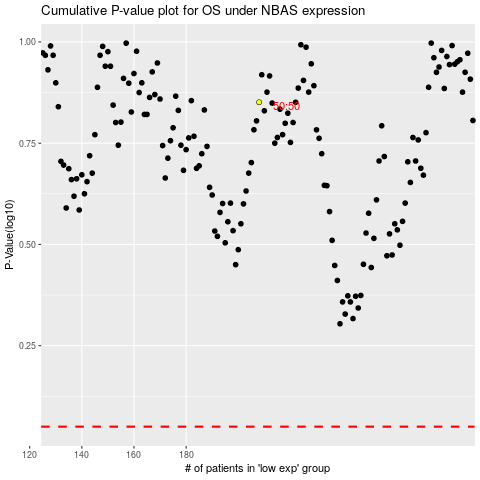 Cumulative P-value plot for OS under NBAS expression
P-Value(log10)
1.00
0.75
0.50
0.25
50:50
120 140 160 180
# of patients in 'low exp' group